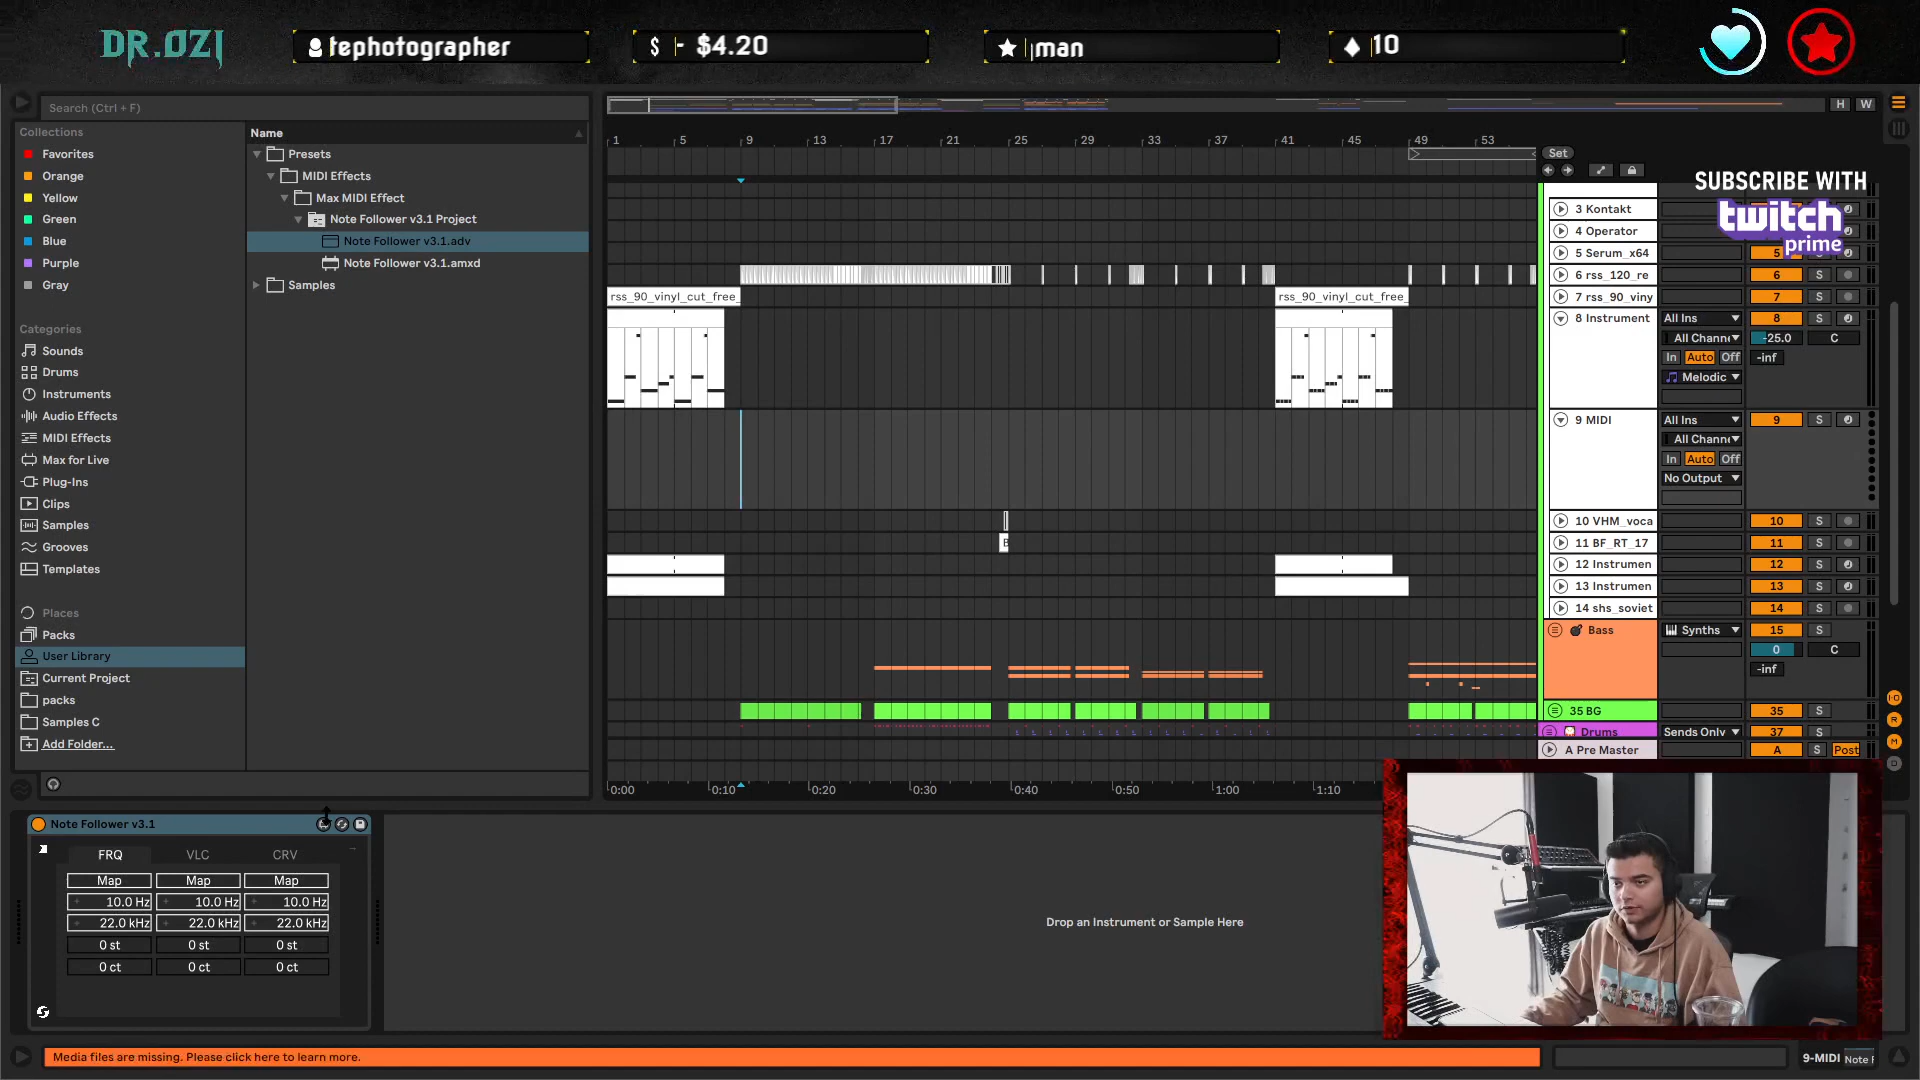 DR.OZI
tephotographer
$ - $4.20
man
10
Search (Ctrl + F)
Collections
Favorites
Orange
Yellow
Green
Blue
Purple
Gray
Categories
Sounds
Drums
Instruments
Audio Effects
MIDI Effects
Max for Live
Plug-Ins
Clips
Samples
Grooves
Templates
Places
Packs
User Library
Current Project
packs
Samples C
Add Folder...
Name
Presets
MIDI Effects
Max MIDI Effect
Note Follower v3.1 Project
Note Follower v3.1.adv
Note Follower v3.1.amxd
Samples
H W
1 5 9 13 17 21 25 29 33 37 41 45 49 53
Set
SUBSCRIBE WITH
twitch
prime
3 Kontakt
4 Operator
5 Serum_x64 5
6 rss_120_re 6 S
7 rss_90_viny 7 S
rss_90_vinyl_cut_free_ rss_90_vinyl_cut_free_
8 Instrument All Ins 8 S
All Channe -25.0 C
In Auto Off -inf
Melodic
9 MIDI All Ins 9 S
All Channe
In Auto Off
No Output
10 VHM_voca 10 S
11 BF_RT_17 11 S
12 Instrumen 12 S
13 Instrumen 13 S
14 shs_soviet 14 S
Bass Synths 15 S
0 C
-inf
35 BG 35 S
Drums Sends Only 37 S
A Pre Master A S Post
0:00 0:10 0:20 0:30 0:40 0:50 1:00 1:10
Note Follower v3.1
FRQ VLC CRV
Map Map Map
10.0 Hz 10.0 Hz 10.0 Hz
22.0 kHz 22.0 kHz 22.0 kHz
0 st 0 st 0 st
0 ct 0 ct 0 ct
Drop an Instrument or Sample Here
Media files are missing. Please click here to learn more.
9-MIDI Note F